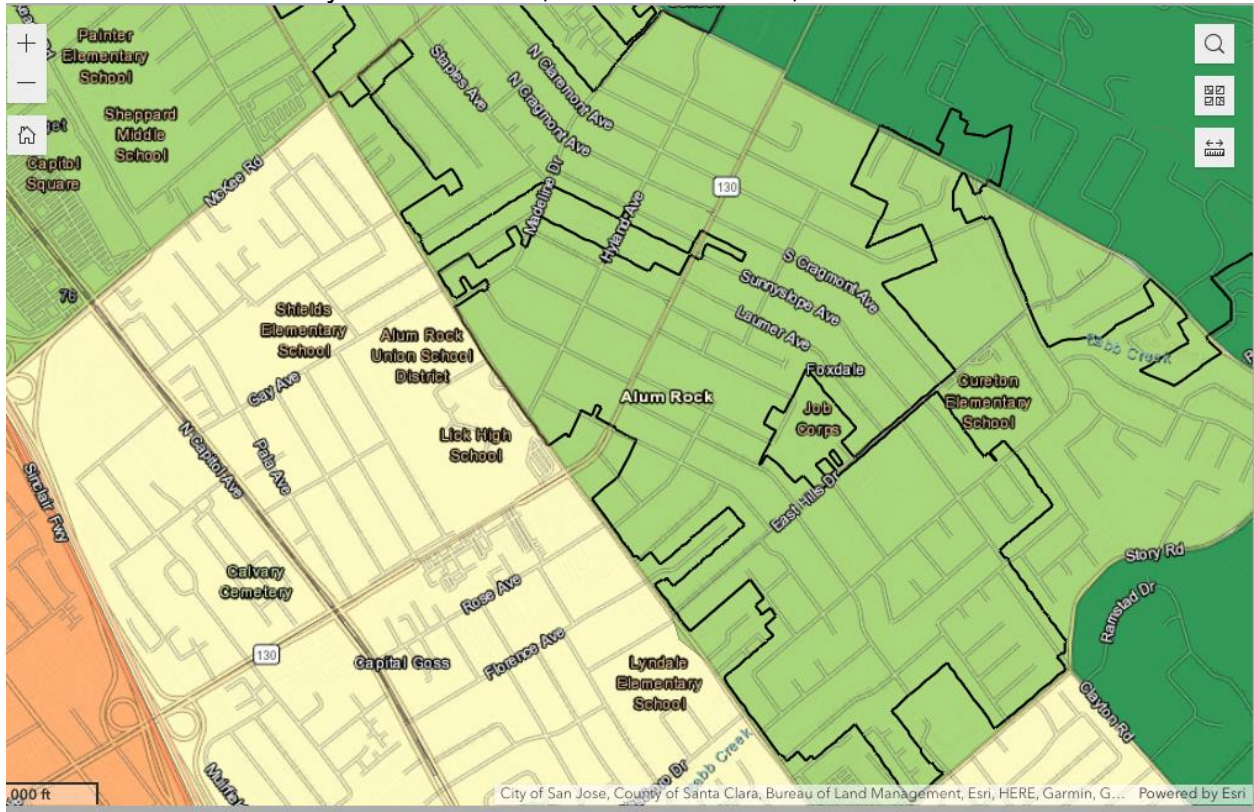 Painter
Elementary
School
Sheppard
Middle
School
Capitol
Square
McKee Rd
Staples Ave
N Claremont Ave
N Cragmont Ave
Madeline Dr
Hyland Ave
130
S Cragmont Ave
Sunnyslope Ave
Laumer Ave
Foxdale
76
Shields
Elementary
School
Alum Rock
Union School
District
Gay Ave
Alum Rock
Job
Corps
Cureton
Elementary
School
Babb Creek
N Capitol Ave
Pala Ave
Lick High
School
Sinclair Fwy
East Hills Dr
Story Rd
Calvary
Cemetery
Rose Ave
Ramstad Dr
130
Capital Goss
Florence Ave
Lyndale
Elementary
School
Clayton Rd
Babb Creek
000 ft
City of San Jose, County of Santa Clara, Bureau of Land Management, Esri, HERE, Garmin, G... Powered by Esri